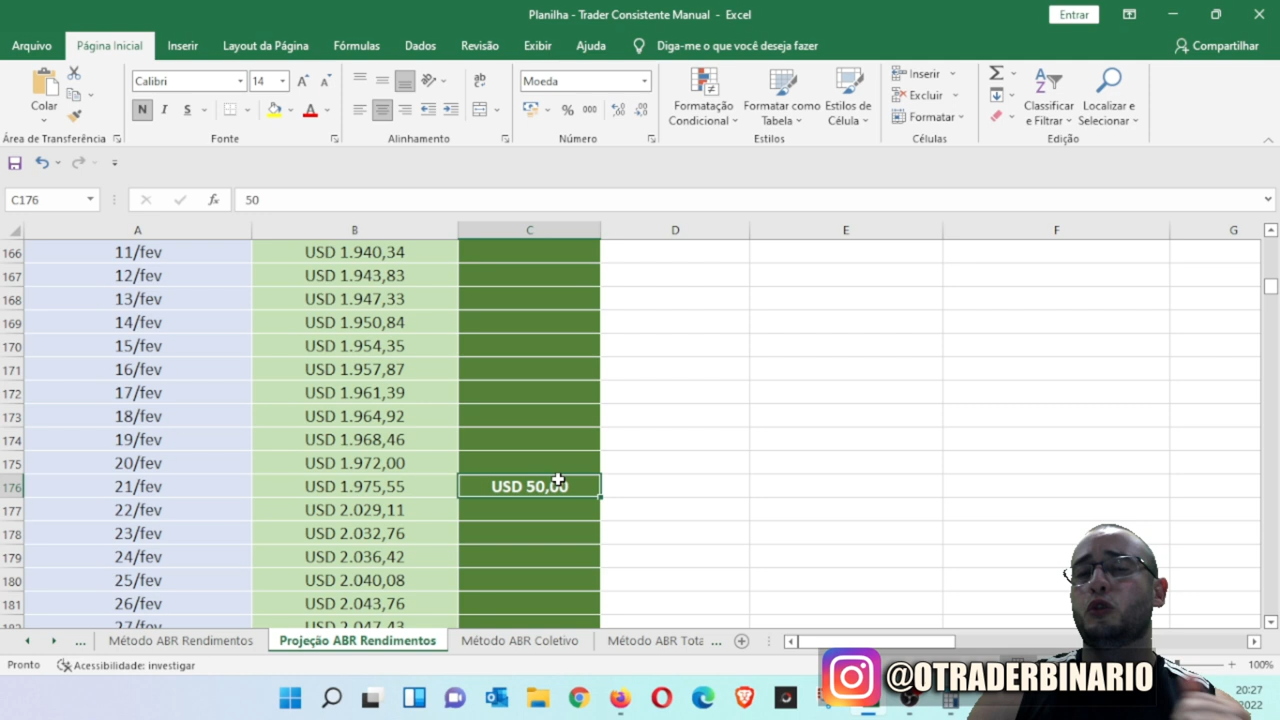 Planilha - Trader Consistente Manual - Excel
Entrar
Arquivo Página Inicial Inserir Layout da Página Fórmulas Dados Revisão Exibir Ajuda Diga-me o que você deseja fazer Compartilhar
Colar
Área de Transferência
Calibri 14
N I S
Fonte
ab
Alinhamento
Moeda
% 000
Número
Formatação Condicional
Formatar como Tabela
Estilos de Célula
Estilos
Inserir
Excluir
Formatar
Células
Classificar e Filtrar
Localizar e Selecionar
Edição
C176 fx 50
A B C D E F G
166 11/fev USD 1.940,34
167 12/fev USD 1.943,83
168 13/fev USD 1.947,33
169 14/fev USD 1.950,84
170 15/fev USD 1.954,35
171 16/fev USD 1.957,87
172 17/fev USD 1.961,39
173 18/fev USD 1.964,92
174 19/fev USD 1.968,46
175 20/fev USD 1.972,00
176 21/fev USD 1.975,55 USD 50,00
177 22/fev USD 2.029,11
178 23/fev USD 2.032,76
179 24/fev USD 2.036,42
180 25/fev USD 2.040,08
181 26/fev USD 2.043,76
182 27/fev USD 2.047,43
... Método ABR Rendimentos Projeção ABR Rendimentos Método ABR Coletivo Método ABR Tota ...
Pronto Acessibilidade: investigar 100%
@OTRADERBINARIO
20:27
2022